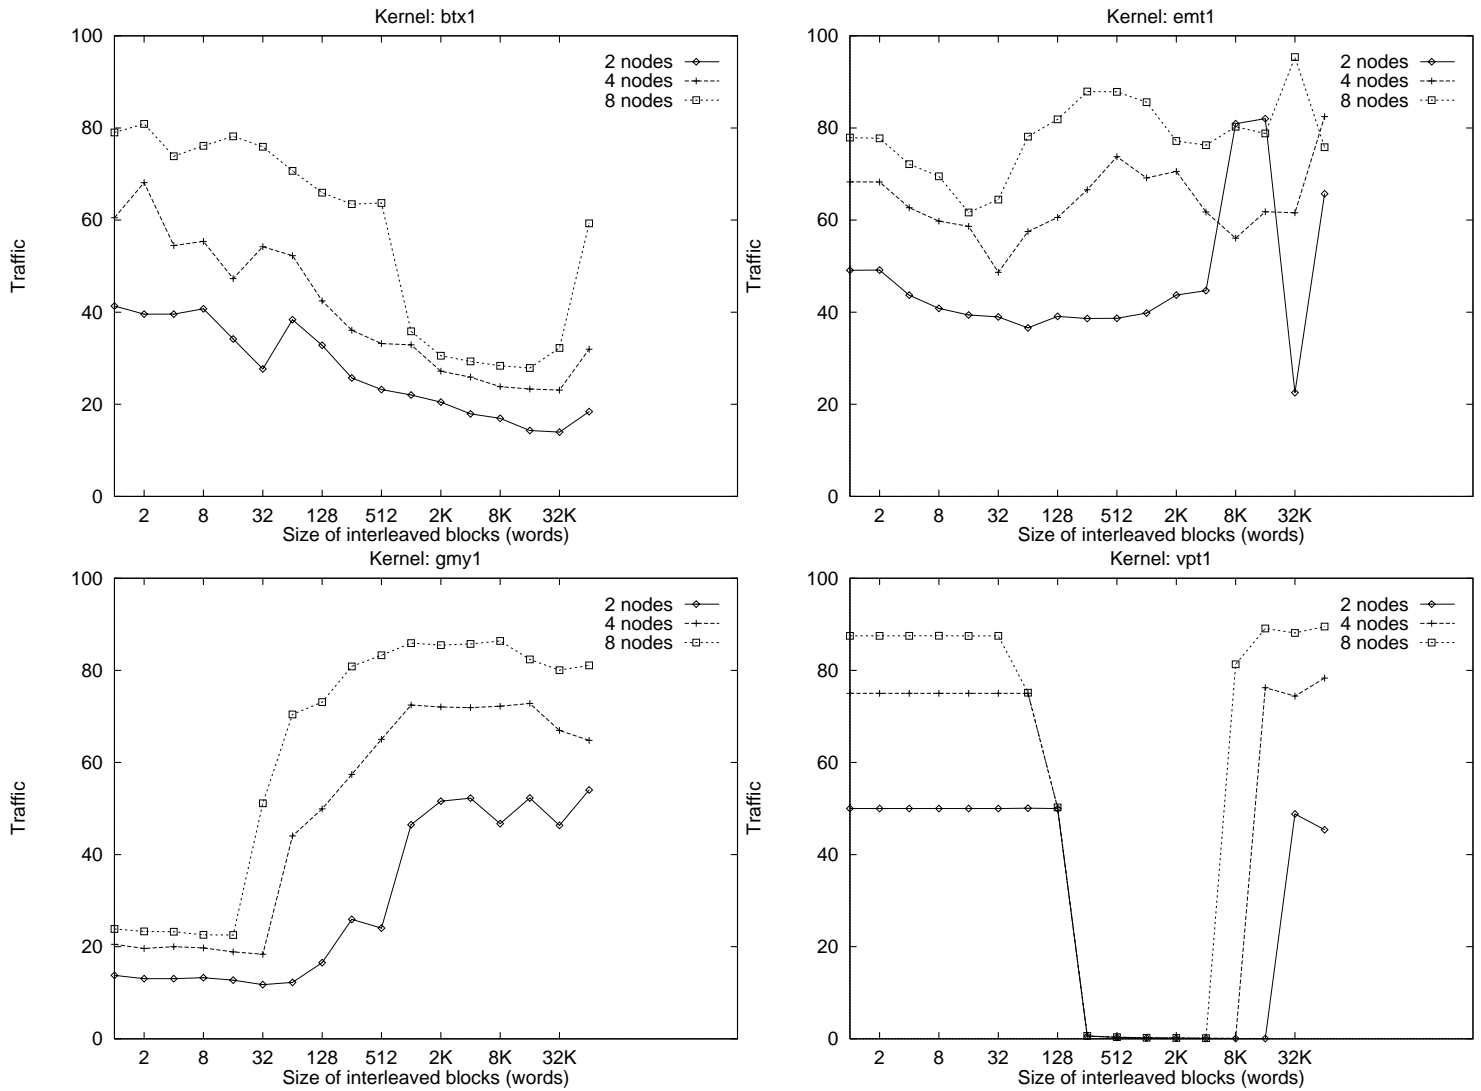 Kernel: btx1
100
80
60
40
20
0
Traffic
2 nodes
4 nodes
8 nodes
2 8 32 128 512 2K 8K 32K
Size of interleaved blocks (words)
Kernel: emt1
100
80
60
40
20
0
Traffic
2 nodes
4 nodes
8 nodes
2 8 32 128 512 2K 8K 32K
Size of interleaved blocks (words)
Kernel: gmy1
100
80
60
40
20
0
Traffic
2 nodes
4 nodes
8 nodes
2 8 32 128 512 2K 8K 32K
Size of interleaved blocks (words)
Kernel: vpt1
100
80
60
40
20
0
Traffic
2 nodes
4 nodes
8 nodes
2 8 32 128 512 2K 8K 32K
Size of interleaved blocks (words)